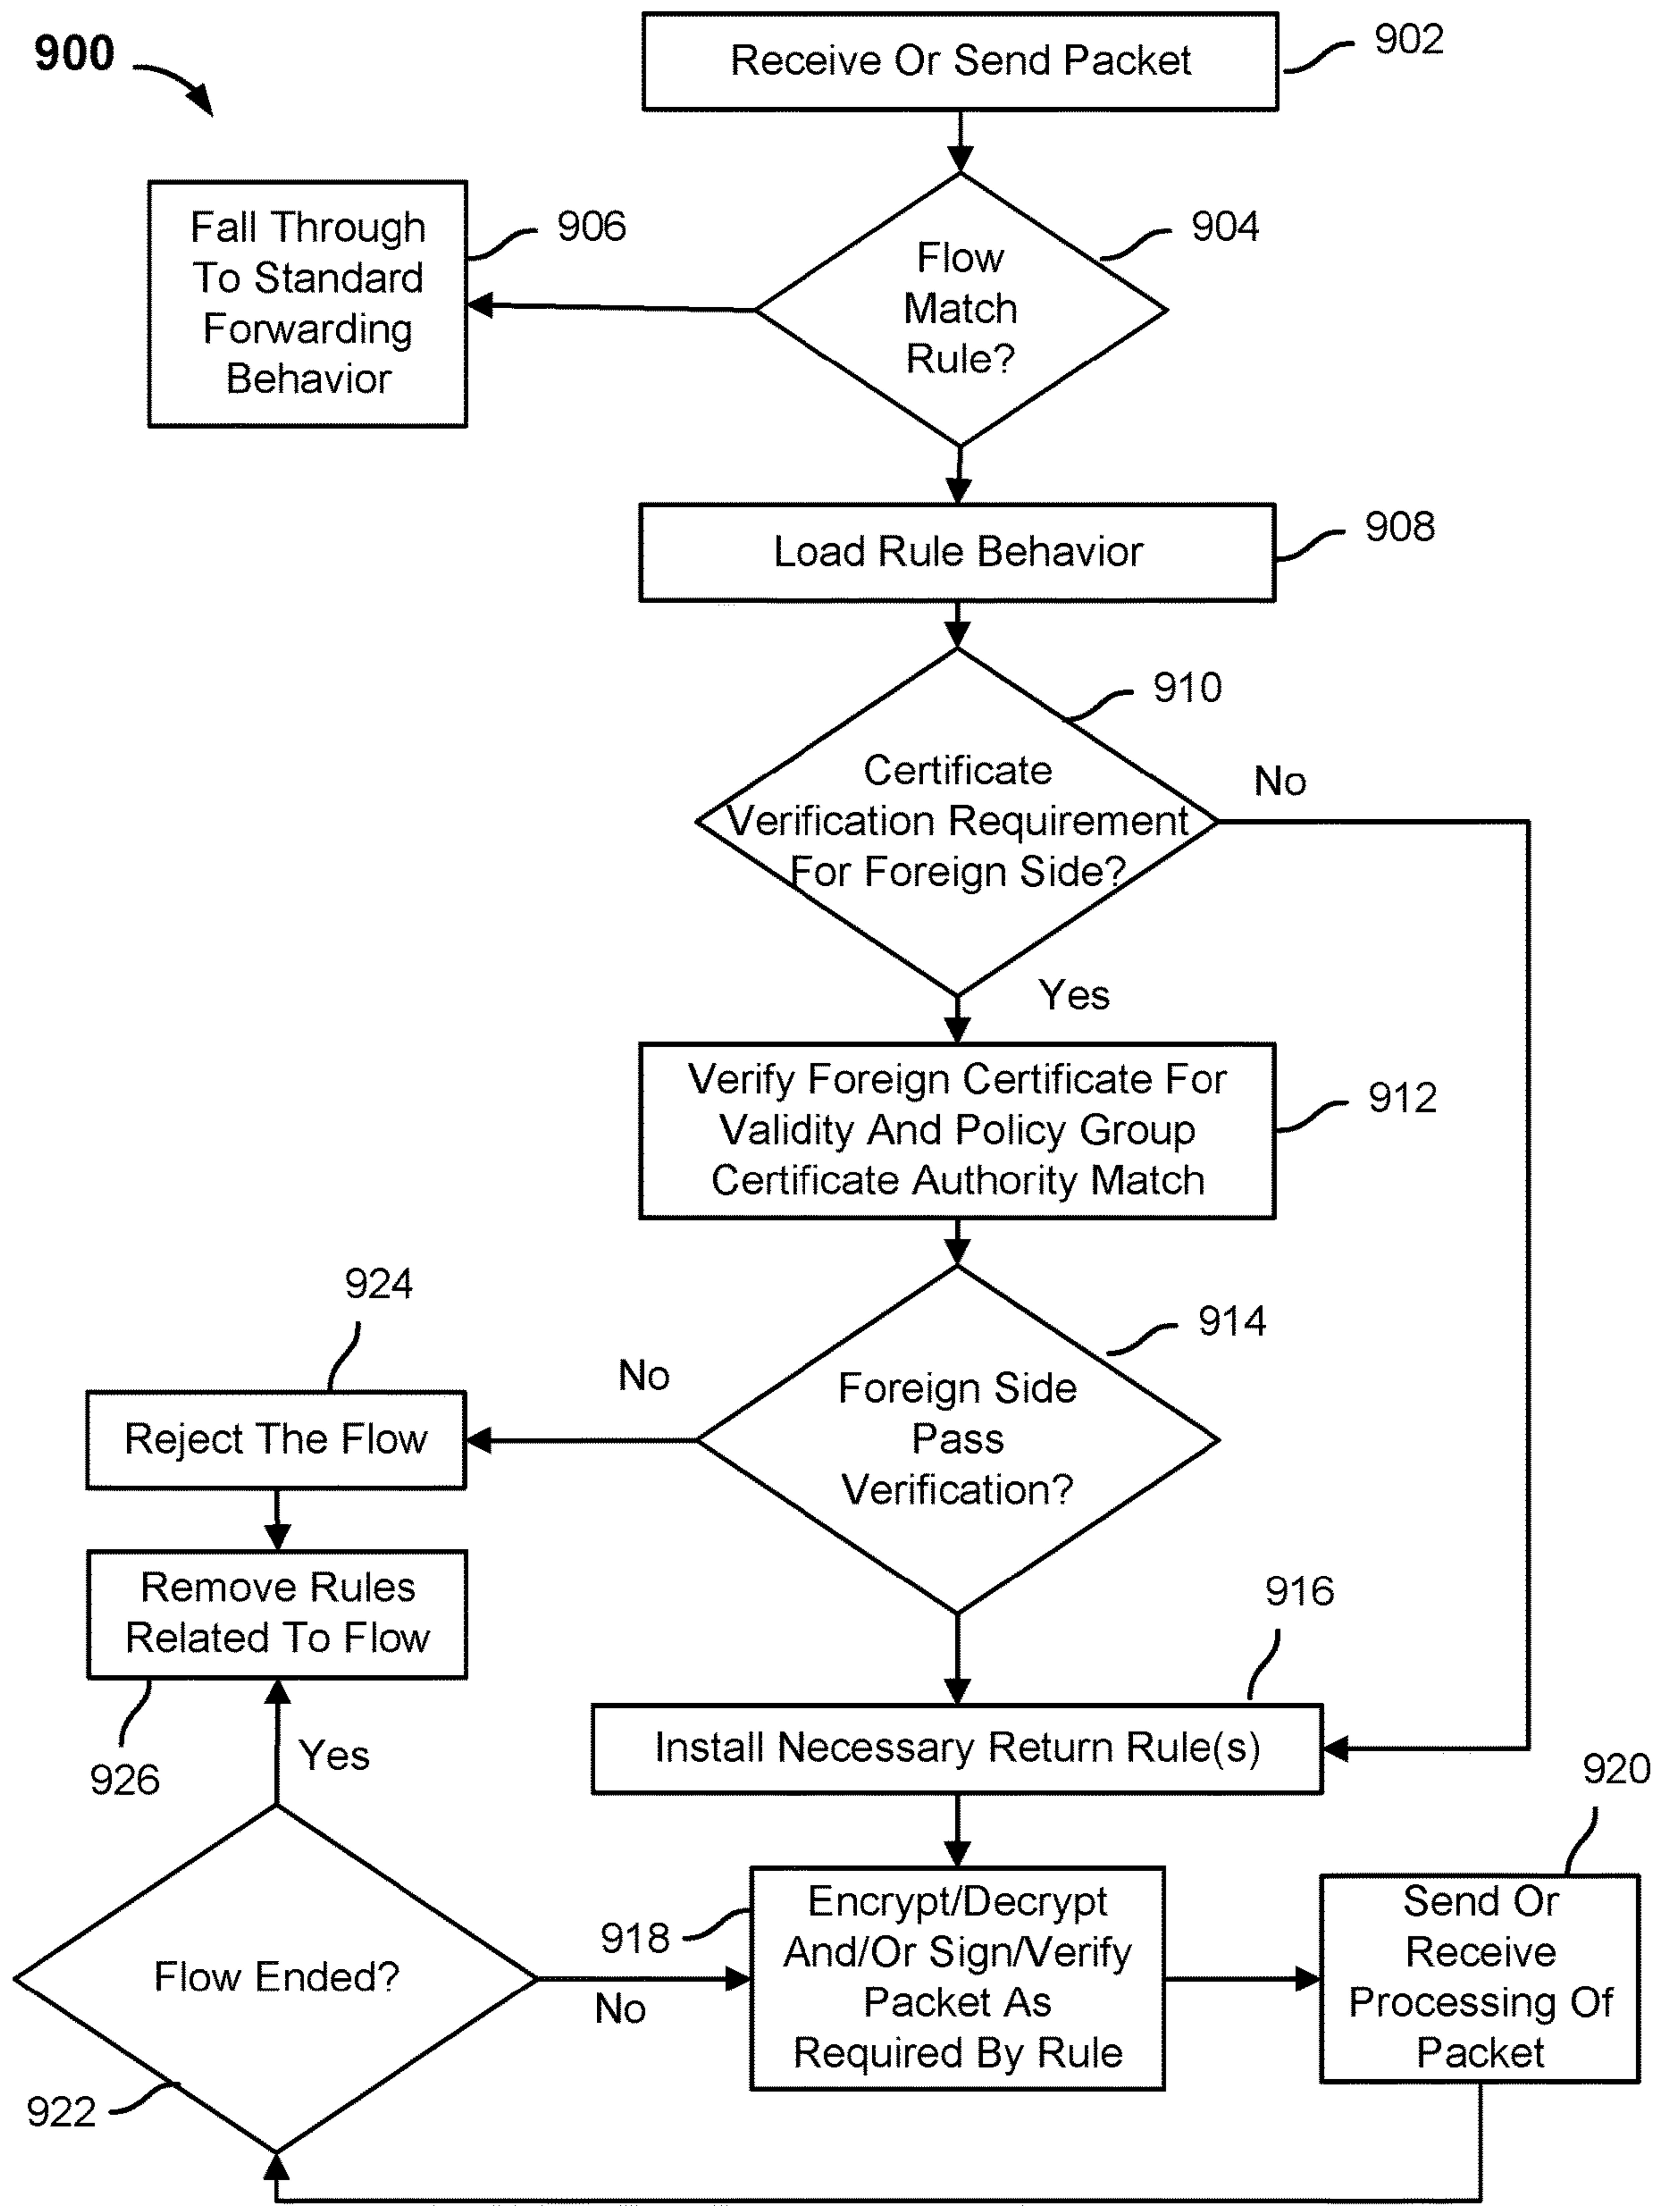 900
Receive Or Send Packet
902
Fall Through
To Standard
Forwarding
Behavior
906
Flow
Match
Rule?
904
Load Rule Behavior
908
Certificate
Verification Requirement
For Foreign Side?
910
No
Yes
Verify Foreign Certificate For
Validity And Policy Group
Certificate Authority Match
912
924
Foreign Side
Pass
Verification?
914
No
Reject The Flow
Remove Rules
Related To Flow
926
Yes
916
Install Necessary Return Rule(s)
920
Flow Ended?
922
No
918
Encrypt/Decrypt
And/Or Sign/Verify
Packet As
Required By Rule
Send Or
Receive
Processing Of
Packet